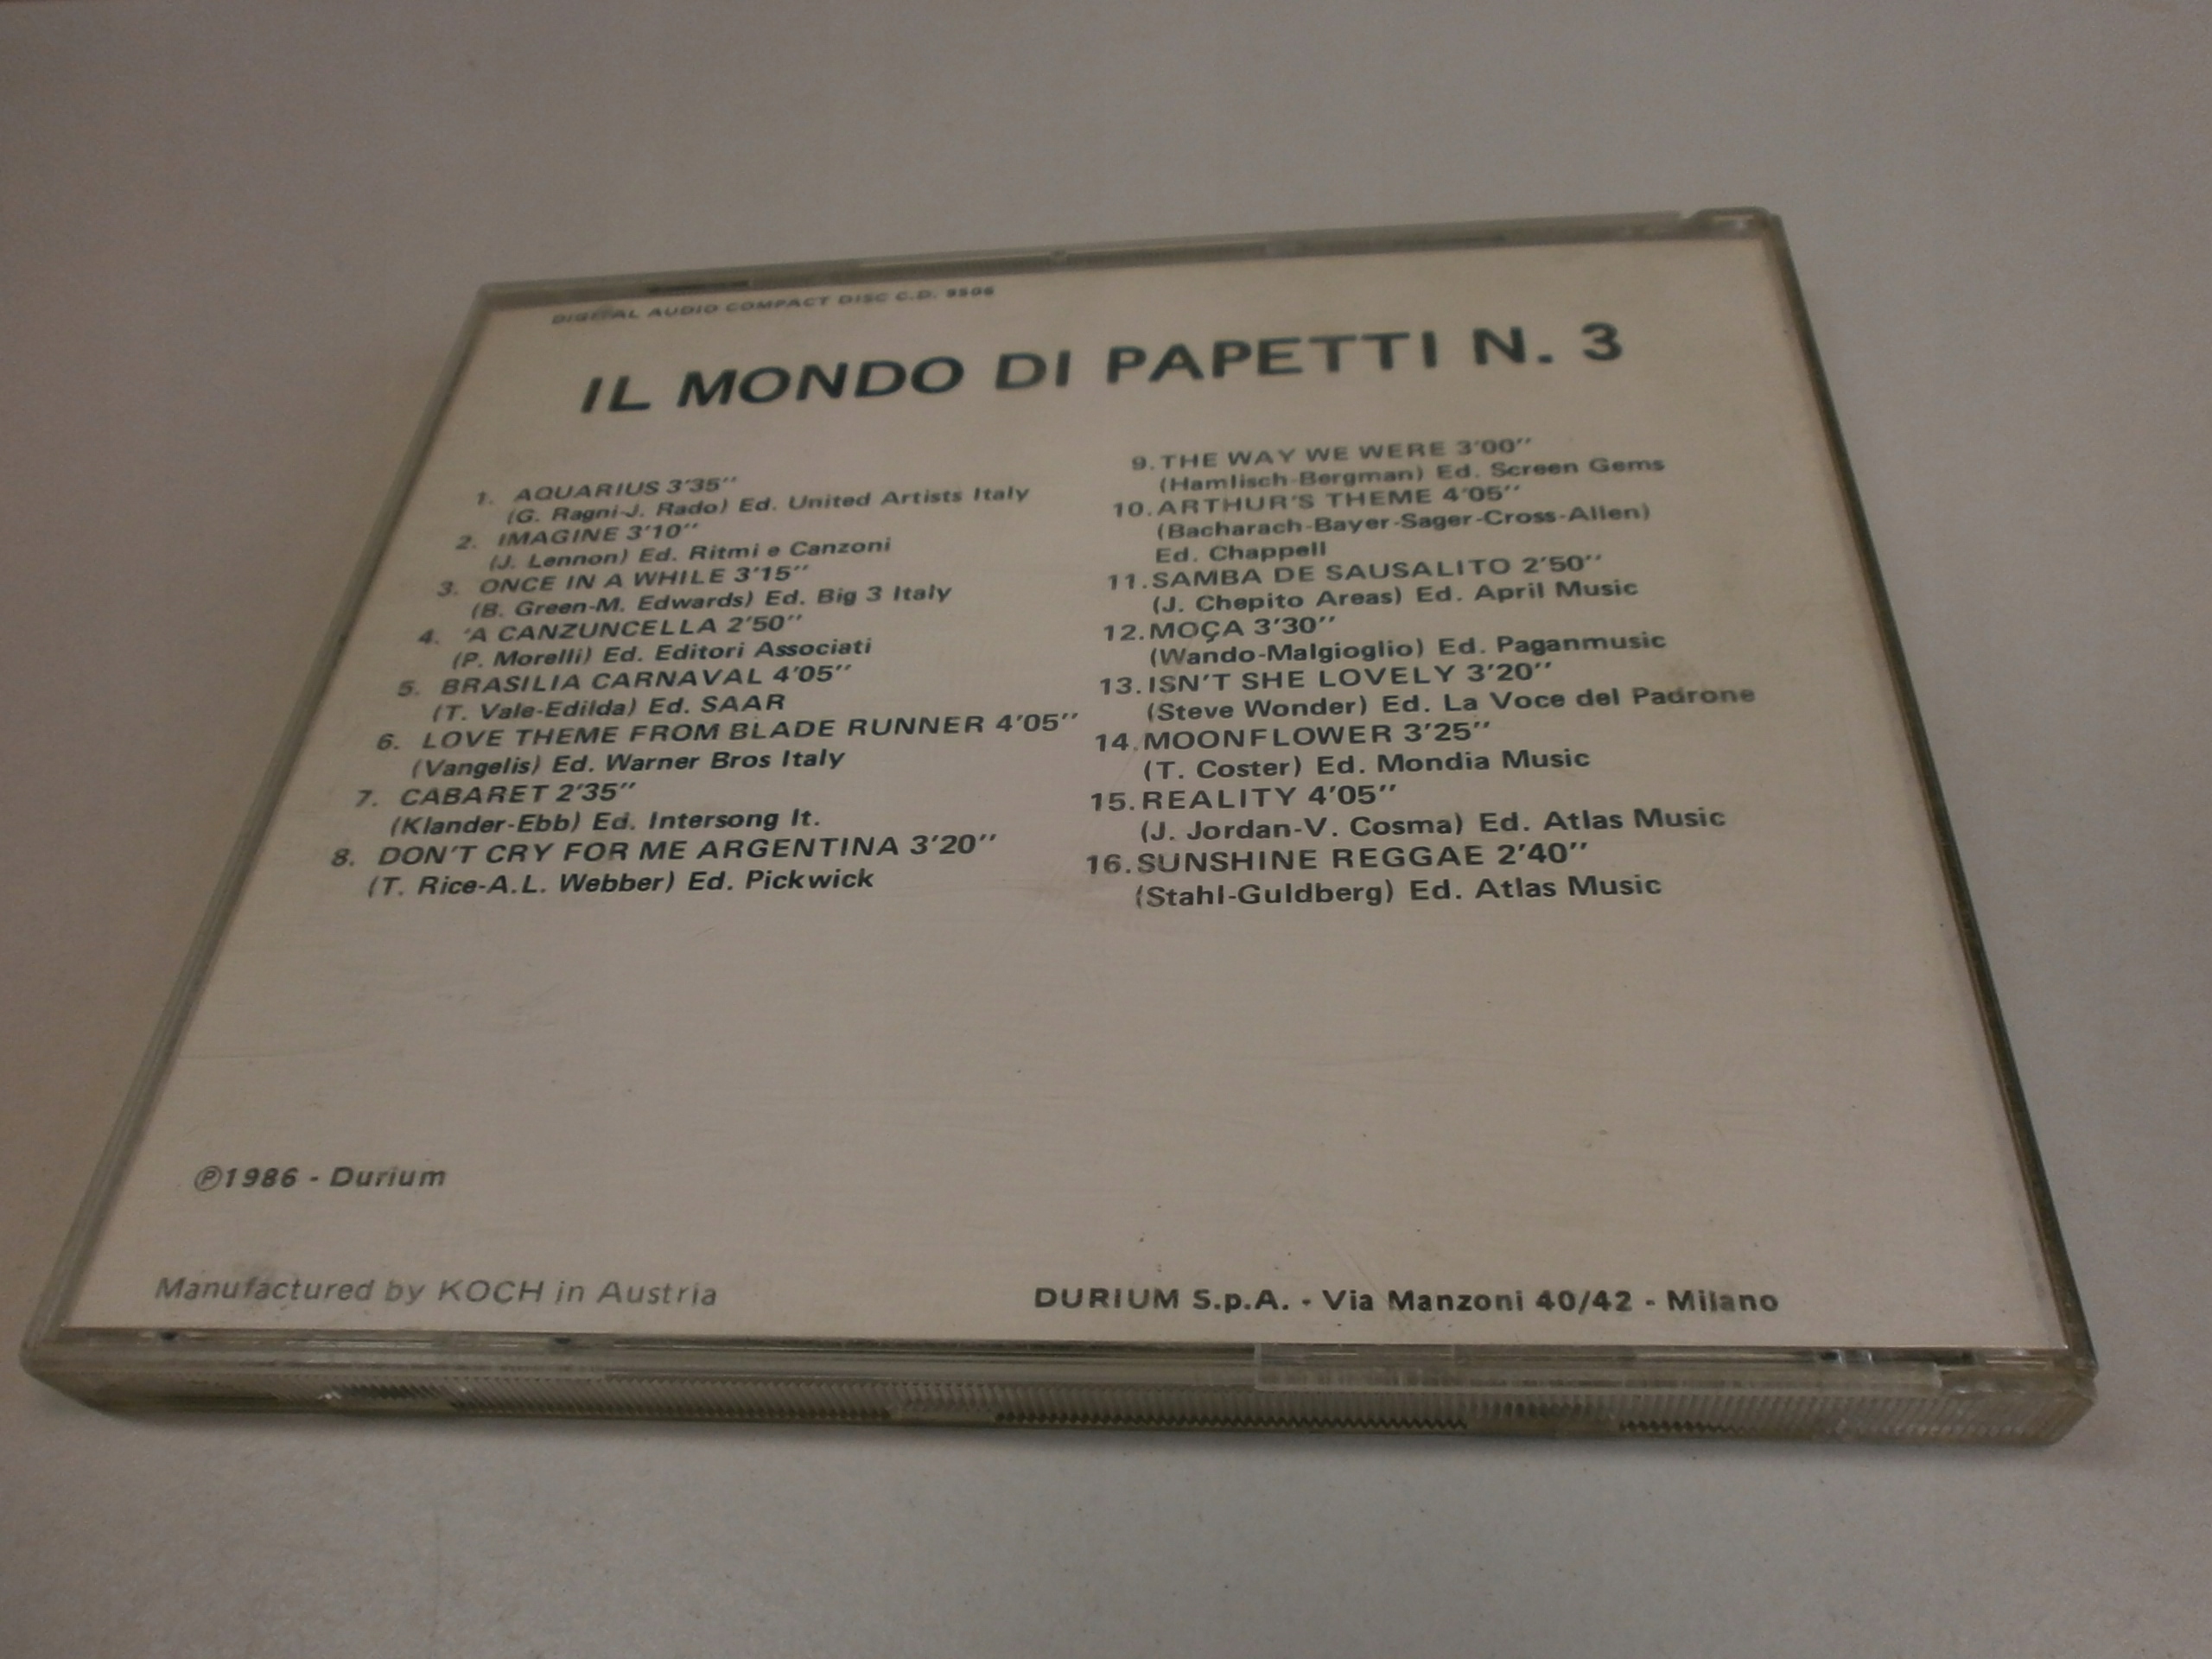 DIGITAL AUDIO COMPACT DISC C.D. 9506
IL MONDO DI PAPETTI N. 3
1. AQUARIUS 3'35''
(G. Ragni-J. Rado) Ed. United Artists Italy
2. IMAGINE 3'10''
(J. Lennon) Ed. Ritmi e Canzoni
3. ONCE IN A WHILE 3'15''
(B. Green-M. Edwards) Ed. Big 3 Italy
4. 'A CANZUNCELLA 2'50''
(P. Morelli) Ed. Editori Associati
5. BRASILIA CARNAVAL 4'05''
(T. Vale-Edilda) Ed. SAAR
6. LOVE THEME FROM BLADE RUNNER 4'05''
(Vangelis) Ed. Warner Bros Italy
7. CABARET 2'35''
(Klander-Ebb) Ed. Intersong It.
8. DON'T CRY FOR ME ARGENTINA 3'20''
(T. Rice-A.L. Webber) Ed. Pickwick
9. THE WAY WE WERE 3'00''
(Hamlisch-Bergman) Ed. Screen Gems
10. ARTHUR'S THEME 4'05''
(Bacharach-Bayer-Sager-Cross-Allen)
Ed. Chappell
11. SAMBA DE SAUSALITO 2'50''
(J. Chepito Areas) Ed. April Music
12. MOÇA 3'30''
(Wando-Malgioglio) Ed. Paganmusic
13. ISN'T SHE LOVELY 3'20''
(Steve Wonder) Ed. La Voce del Padrone
14. MOONFLOWER 3'25''
(T. Coster) Ed. Mondia Music
15. REALITY 4'05''
(J. Jordan-V. Cosma) Ed. Atlas Music
16. SUNSHINE REGGAE 2'40''
(Stahl-Guldberg) Ed. Atlas Music
℗1986 - Durium
Manufactured by KOCH in Austria
DURIUM S.p.A. - Via Manzoni 40/42 - Milano